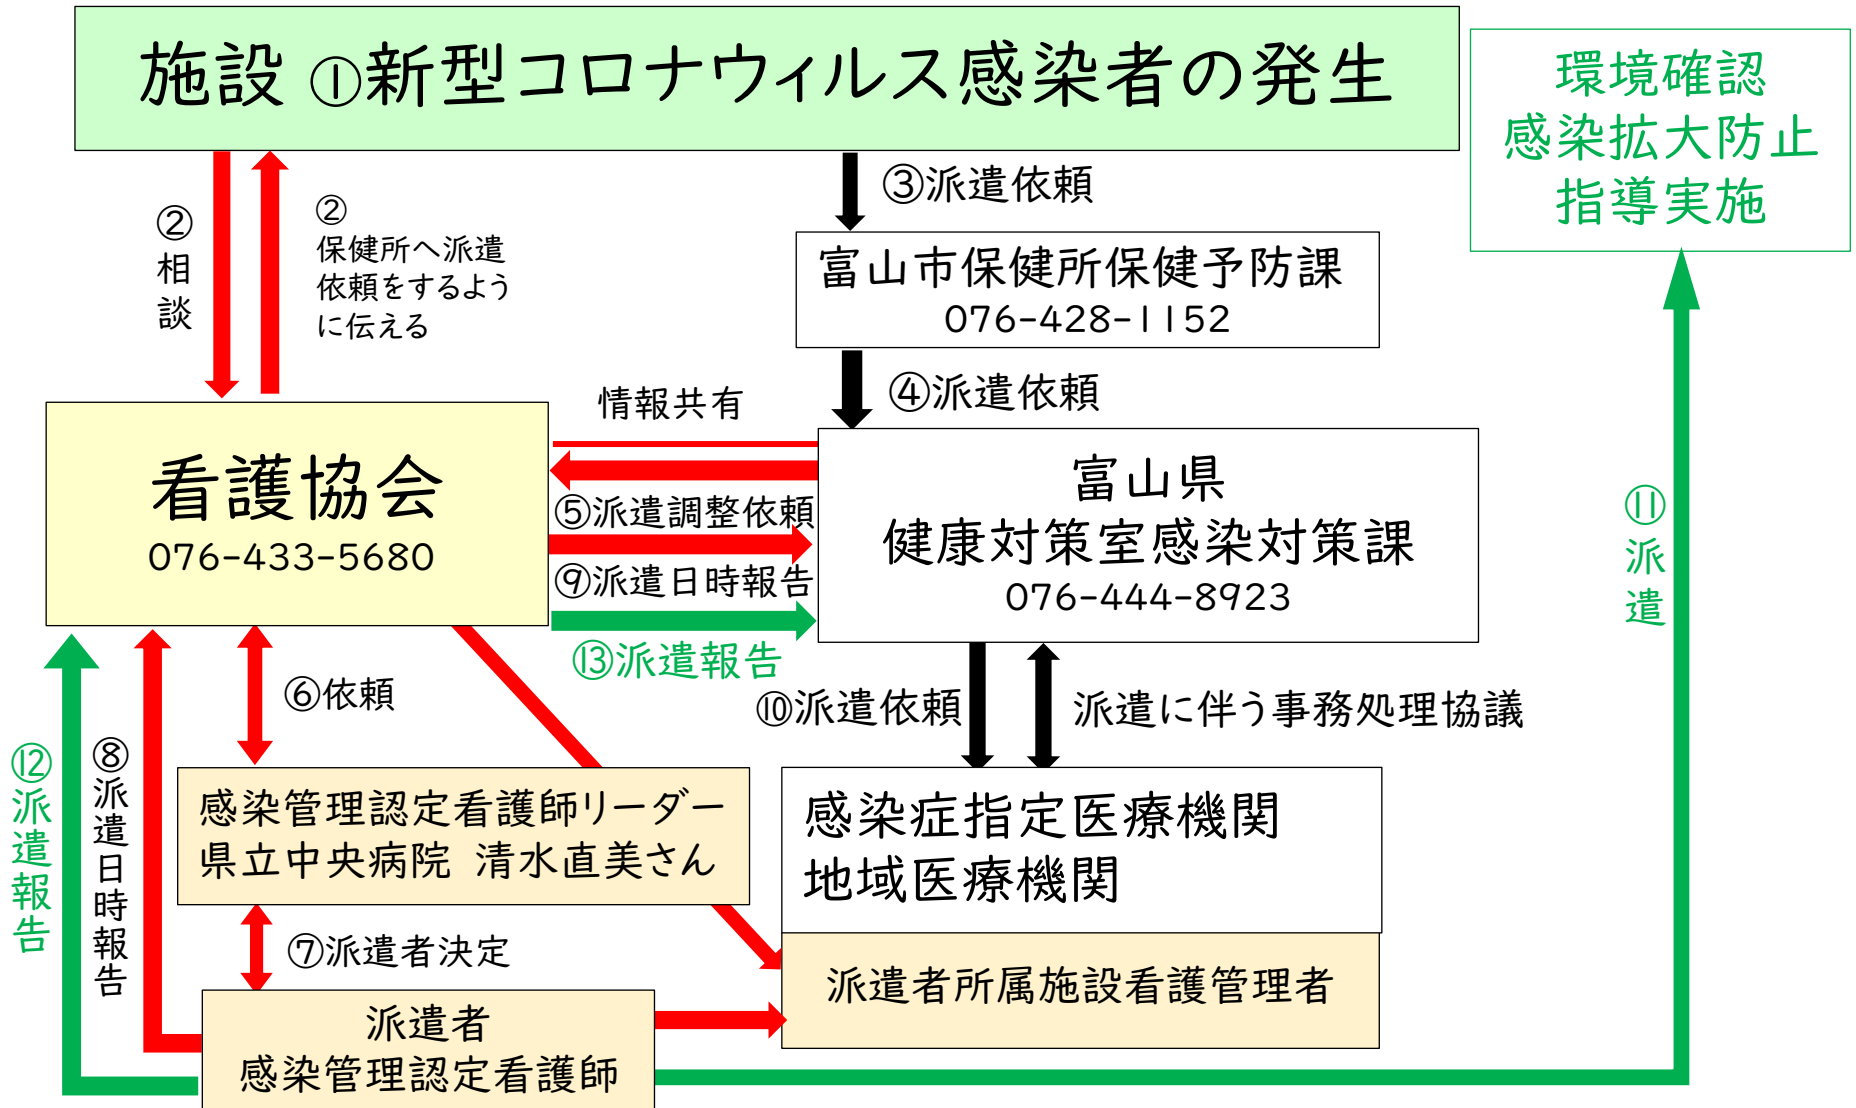 施設 ①新型コロナウィルス感染者の発生
環境確認
感染拡大防止
指導実施
②
相
談
②
保健所へ派遣
依頼をするよう
に伝える
③派遣依頼
富山市保健所保健予防課
076-428-1152
④派遣依頼
情報共有
看護協会
076-433-5680
⑤派遣調整依頼
⑨派遣日時報告
⑬派遣報告
富山県
健康対策室感染対策課
076-444-8923
⑪
派
遣
⑥依頼
⑩派遣依頼
派遣に伴う事務処理協議
⑫
派
遣
報
告
⑧
派
遣
日
時
報
告
感染管理認定看護師リーダー
県立中央病院 清水直美さん
感染症指定医療機関
地域医療機関
⑦派遣者決定
派遣者所属施設看護管理者
派遣者
感染管理認定看護師